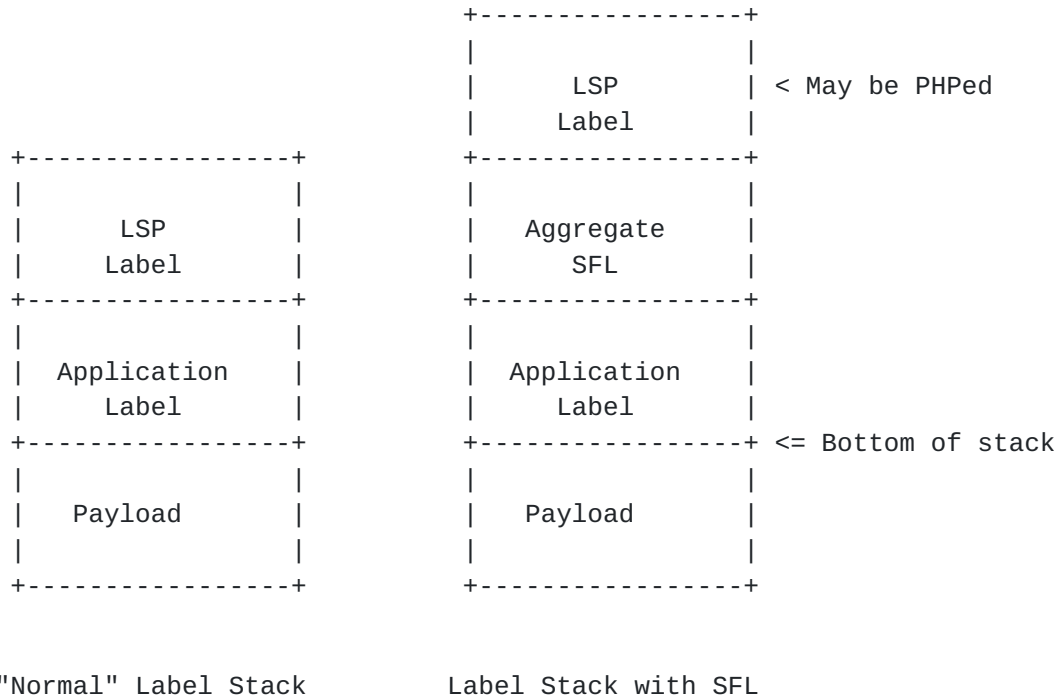 LSP < May be PHPed
Label
LSP Aggregate
Label SFL
Application Application
Label Label
<= Bottom of stack
Payload Payload
"Normal" Label Stack Label Stack with SFL